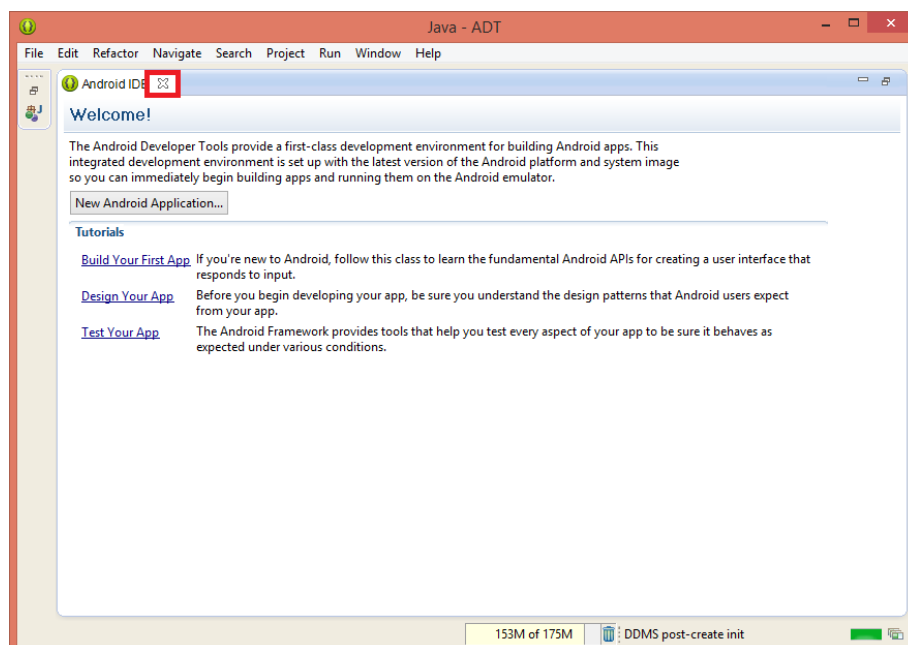 Java - ADT
File Edit Refactor Navigate Search Project Run Window Help
Android IDE
Welcome!
The Android Developer Tools provide a first-class development environment for building Android apps. This
integrated development environment is set up with the latest version of the Android platform and system image
so you can immediately begin building apps and running them on the Android emulator.
New Android Application...
Tutorials
Build Your First App If you're new to Android, follow this class to learn the fundamental Android APIs for creating a user interface that
responds to input.
Design Your App Before you begin developing your app, be sure you understand the design patterns that Android users expect
from your app.
Test Your App The Android Framework provides tools that help you test every aspect of your app to be sure it behaves as
expected under various conditions.
153M of 175M DDMS post-create init